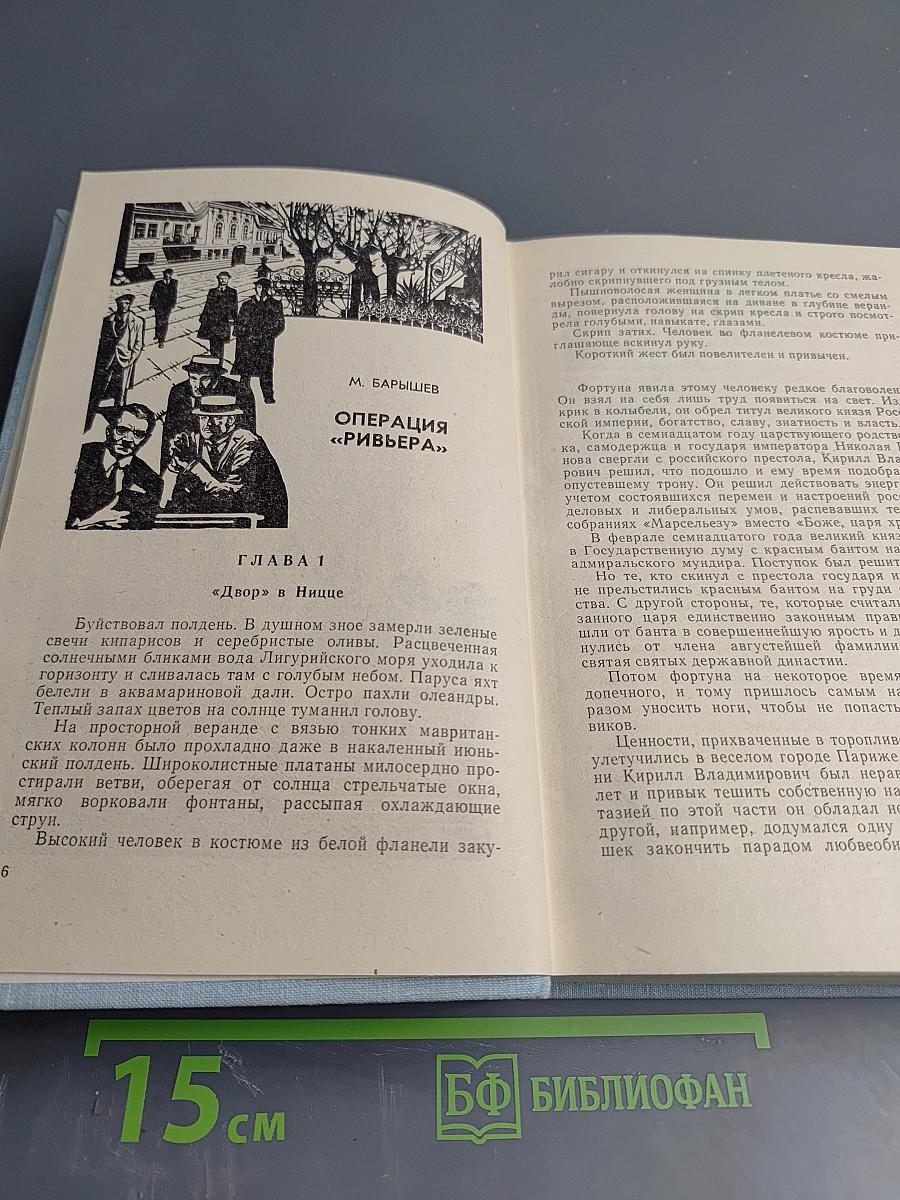 М. БАРЫШЕВ
ОПЕРАЦИЯ
«РИВЬЕРА»
ГЛАВА 1
«Двор» в Ницце
Буйствовал полдень. В душном зное замерли зеленые
свечи кипарисов и серебристые оливы. Расцвеченная
солнечными бликами вода Лигурийского моря уходила к
горизонту и сливалась там с голубым небом. Паруса яхт
белели в аквамариновой дали. Остро пахли олеандры.
Теплый запах цветов на солнце туманил голову.
На просторной веранде с вязью тонких мавритан-
ских колонн было прохладно даже в накаленный июнь-
ский полдень. Широколистные платаны милосердно про-
стирали ветви, оберегая от солнца стрельчатые окна,
мягко ворковали фонтаны, рассыпая охлаждающие
струи.
Высокий человек в костюме из белой фланели заку-
6
рил сигару и откинулся на спинку плетеного кресла, жа-
лобно скрипнувшего под грузным телом.
Пышноволосая женщина в легком платье со смелым
вырезом, расположившаяся на диване в глубине веран-
ды, повернула голову на скрип кресла и строго посмот-
рела голубыми, навыкате, глазами.
Скрип затих. Человек во фланелевом костюме при-
глашающе вскинул руку.
Короткий жест был повелителен и привычен.
Фортуна явила этому человеку редкое благоволен
Он взял на себя лишь труд появиться на свет. Из
крик в колыбели, он обрел титул великого князя Рос
ской империи, богатство, славу, знатность и власть.
Когда в семнадцатом году царствующего родстве
ка, самодержца и государя императора Николая
нова свергли с российского престола, Кирилл Вла
рович решил, что подошло и ему время подобра
опустевшему трону. Он решил действовать энерг
учетом состоявшихся перемен и настроений рос
деловых и либеральных умов, распевавших те
собраниях «Марсельезу» вместо «Боже, царя хр
В феврале семнадцатого года великий княз
в Государственную думу с красным бантом на
адмиральского мундира. Поступок был решит
Но те, кто скинул с престола государя и
не прельстились красным бантом на груди
ства. С другой стороны, те, которые считал
занного царя единственно законным прави
шли от банта в совершеннейшую ярость и
нулись от члена августейшей фамилии
святая святых державной династии.
Потом фортуна на некоторое время
допечного, и тому пришлось самым на
разом уносить ноги, чтобы не попасть
виков.
Ценности, прихваченные в тороплив
улетучились в веселом городе Париже
ни Кирилл Владимирович был нерав
лет и привык тешить собственную на
тазией по этой части он обладал не
другой, например, додумался одну
шек закончить парадом любвеоби
15 см
БФ БИБЛИОФАН